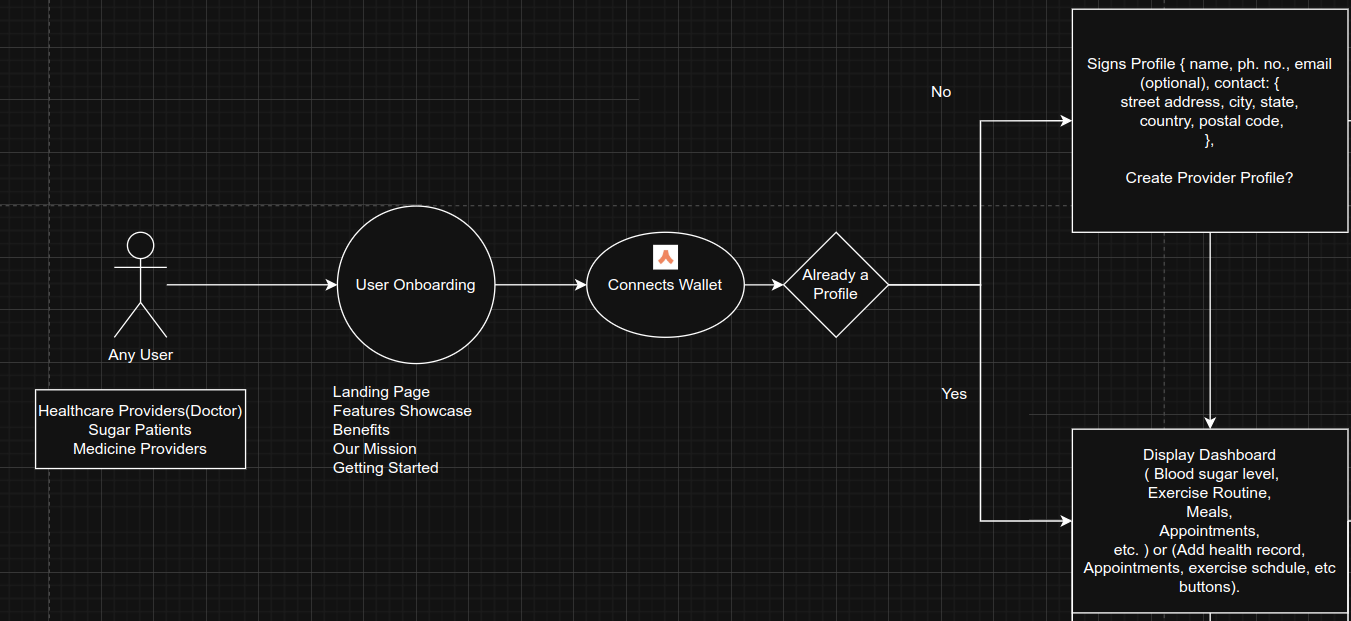 Signs Profile { name, ph. no., email
(optional), contact: {
street address, city, state,
country, postal code,
},
Create Provider Profile?
No
User Onboarding
Connects Wallet
Already a
Profile
Any User
Healthcare Providers(Doctor)
Sugar Patients
Medicine Providers
Landing Page
Features Showcase
Benefits
Our Mission
Getting Started
Yes
Display Dashboard
( Blood sugar level,
Exercise Routine,
Meals,
Appointments,
etc. ) or (Add health record,
Appointments, exercise schdule, etc
buttons).